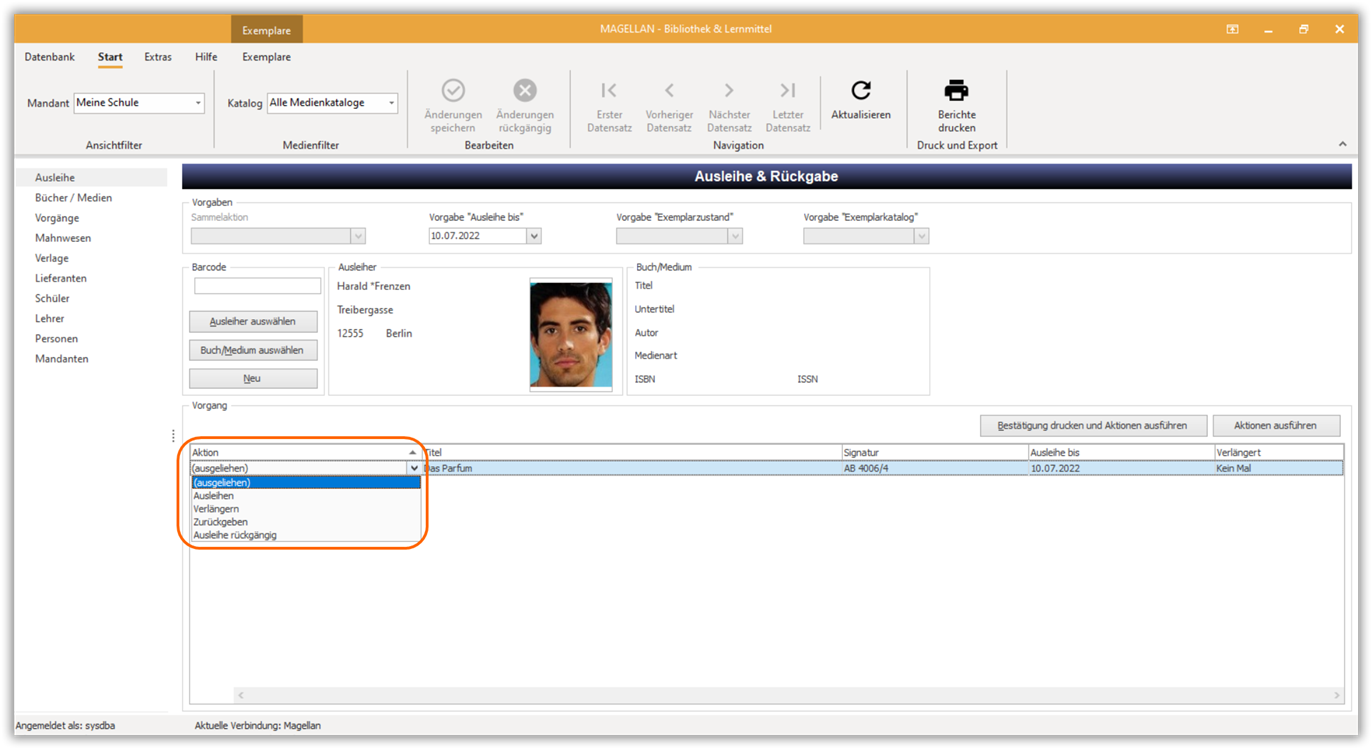 Exemplare
MAGELLAN - Bibliothek & Lernmittel
Datenbank Start Extras Hilfe Exemplare
Mandant Meine Schule
Ansichtfilter
Katalog Alle Medienkataloge
Medienfilter
Änderungen speichern
Änderungen rückgängig
Bearbeiten
Erster Datensatz
Vorheriger Datensatz
Nächster Datensatz
Letzter Datensatz
Navigation
Aktualisieren
Berichte drucken
Druck und Export
Ausleihe
Bücher / Medien
Vorgänge
Mahnwesen
Verlage
Lieferanten
Schüler
Lehrer
Personen
Mandanten
Ausleihe & Rückgabe
Vorgaben
Sammelaktion
Vorgabe "Ausleihe bis"
Vorgabe "Exemplarzustand"
Vorgabe "Exemplarkatalog"
10.07.2022
Barcode
Ausleiher auswählen
Buch/Medium auswählen
Neu
Ausleiher
Harald *Frenzen
Treibergasse
12555 Berlin
Buch/Medium
Titel
Untertitel
Autor
Medienart
ISBN ISSN
Vorgang
Bestätigung drucken und Aktionen ausführen
Aktionen ausführen
Aktion Titel Signatur Ausleihe bis Verlängert
(ausgeliehen) Das Parfum AB 4006/4 10.07.2022 Kein Mal
(ausgeliehen)
Ausleihen
Verlängern
Zurückgeben
Ausleihe rückgängig
Angemeldet als: sysdba
Aktuelle Verbindung: Magellan